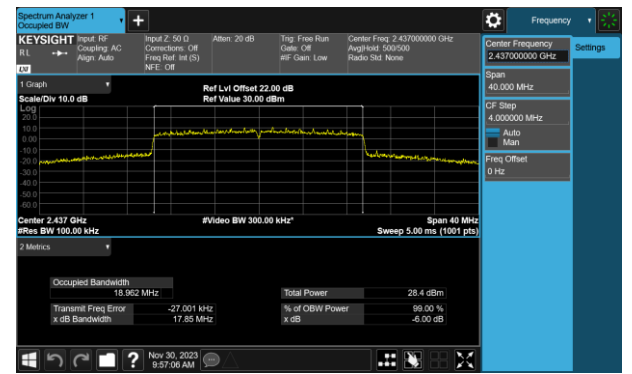 Spectrum Analyzer 1
Occupied BW
Frequency
KEYSIGHT
RL
LXI
Input: RF
Coupling: AC
Align: Auto
Input Z: 50 Ω
Corrections: Off
Freq Ref: Int (S)
NFE: Off
Atten: 20 dB
Trig: Free Run
Gate: Off
#IF Gain: Low
Center Freq: 2.437000000 GHz
Avg|Hold: 500/500
Radio Std: None
Center Frequency
2.437000000 GHz
Settings
Span
40.000 MHz
CF Step
4.000000 MHz
Auto
Man
Freq Offset
0 Hz
1 Graph
Scale/Div 10.0 dB
Ref Lvl Offset 22.00 dB
Ref Value 30.00 dBm
Log
20.0
10.0
0.00
-10.0
-20.0
-30.0
-40.0
-50.0
-60.0
Center 2.437 GHz
#Video BW 300.00 kHz*
Span 40 MHz
#Res BW 100.00 kHz
Sweep 5.00 ms (1001 pts)
2 Metrics
Occupied Bandwidth
18.962 MHz
Total Power 28.4 dBm
Transmit Freq Error -27.001 kHz
% of OBW Power 99.00 %
x dB Bandwidth 17.85 MHz
x dB -6.00 dB
?
Nov 30, 2023
9:57:06 AM